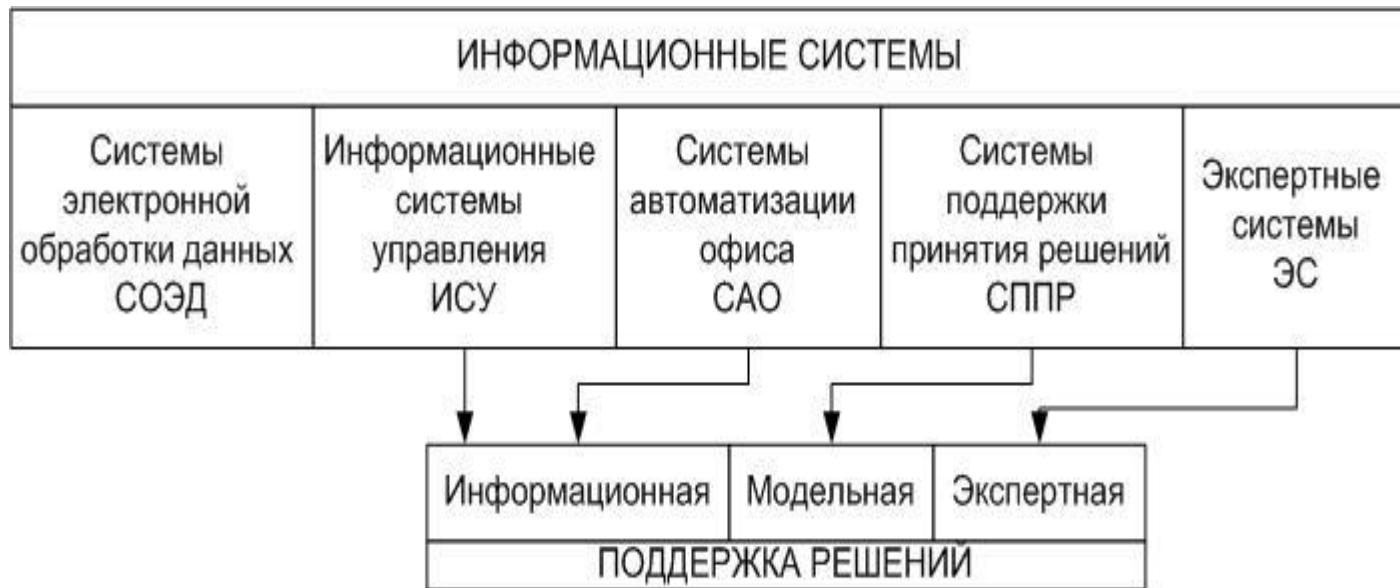 ИНФОРМАЦИОННЫЕ СИСТЕМЫ
Системы
электронной
обработки данных
СОЭД
Информационные
системы
управления
ИСУ
Системы
автоматизации
офиса
САО
Системы
поддержки
принятия решений
СППР
Экспертные
системы
ЭС
Информационная
Модельная
Экспертная
ПОДДЕРЖКА РЕШЕНИЙ